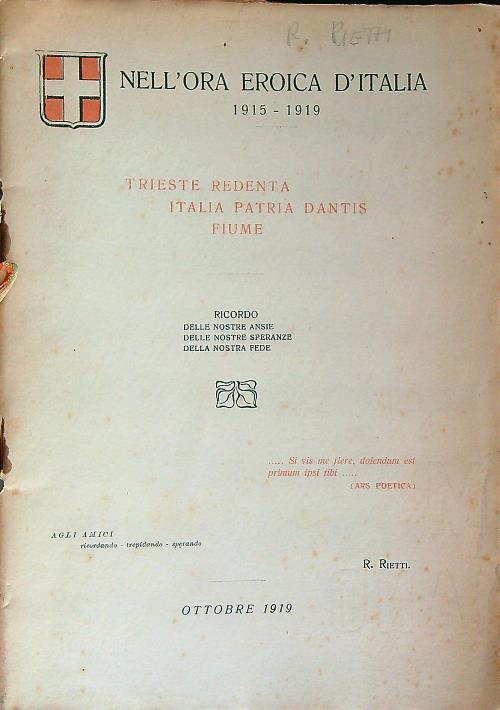 R. RIETTI
NELL'ORA EROICA D'ITALIA
1915 - 1919
TRIESTE REDENTA
ITALIA PATRIA DANTIS
FIUME
RICORDO
DELLE NOSTRE ANSIE
DELLE NOSTRE SPERANZE
DELLA NOSTRA FEDE
..... Si vis me flere, dolendum est
primum ipsi tibi .....
(ARS POETICA)
AGLI AMICI
ricordando - trepidando - sperando
R. RIETTI.
OTTOBRE 1919